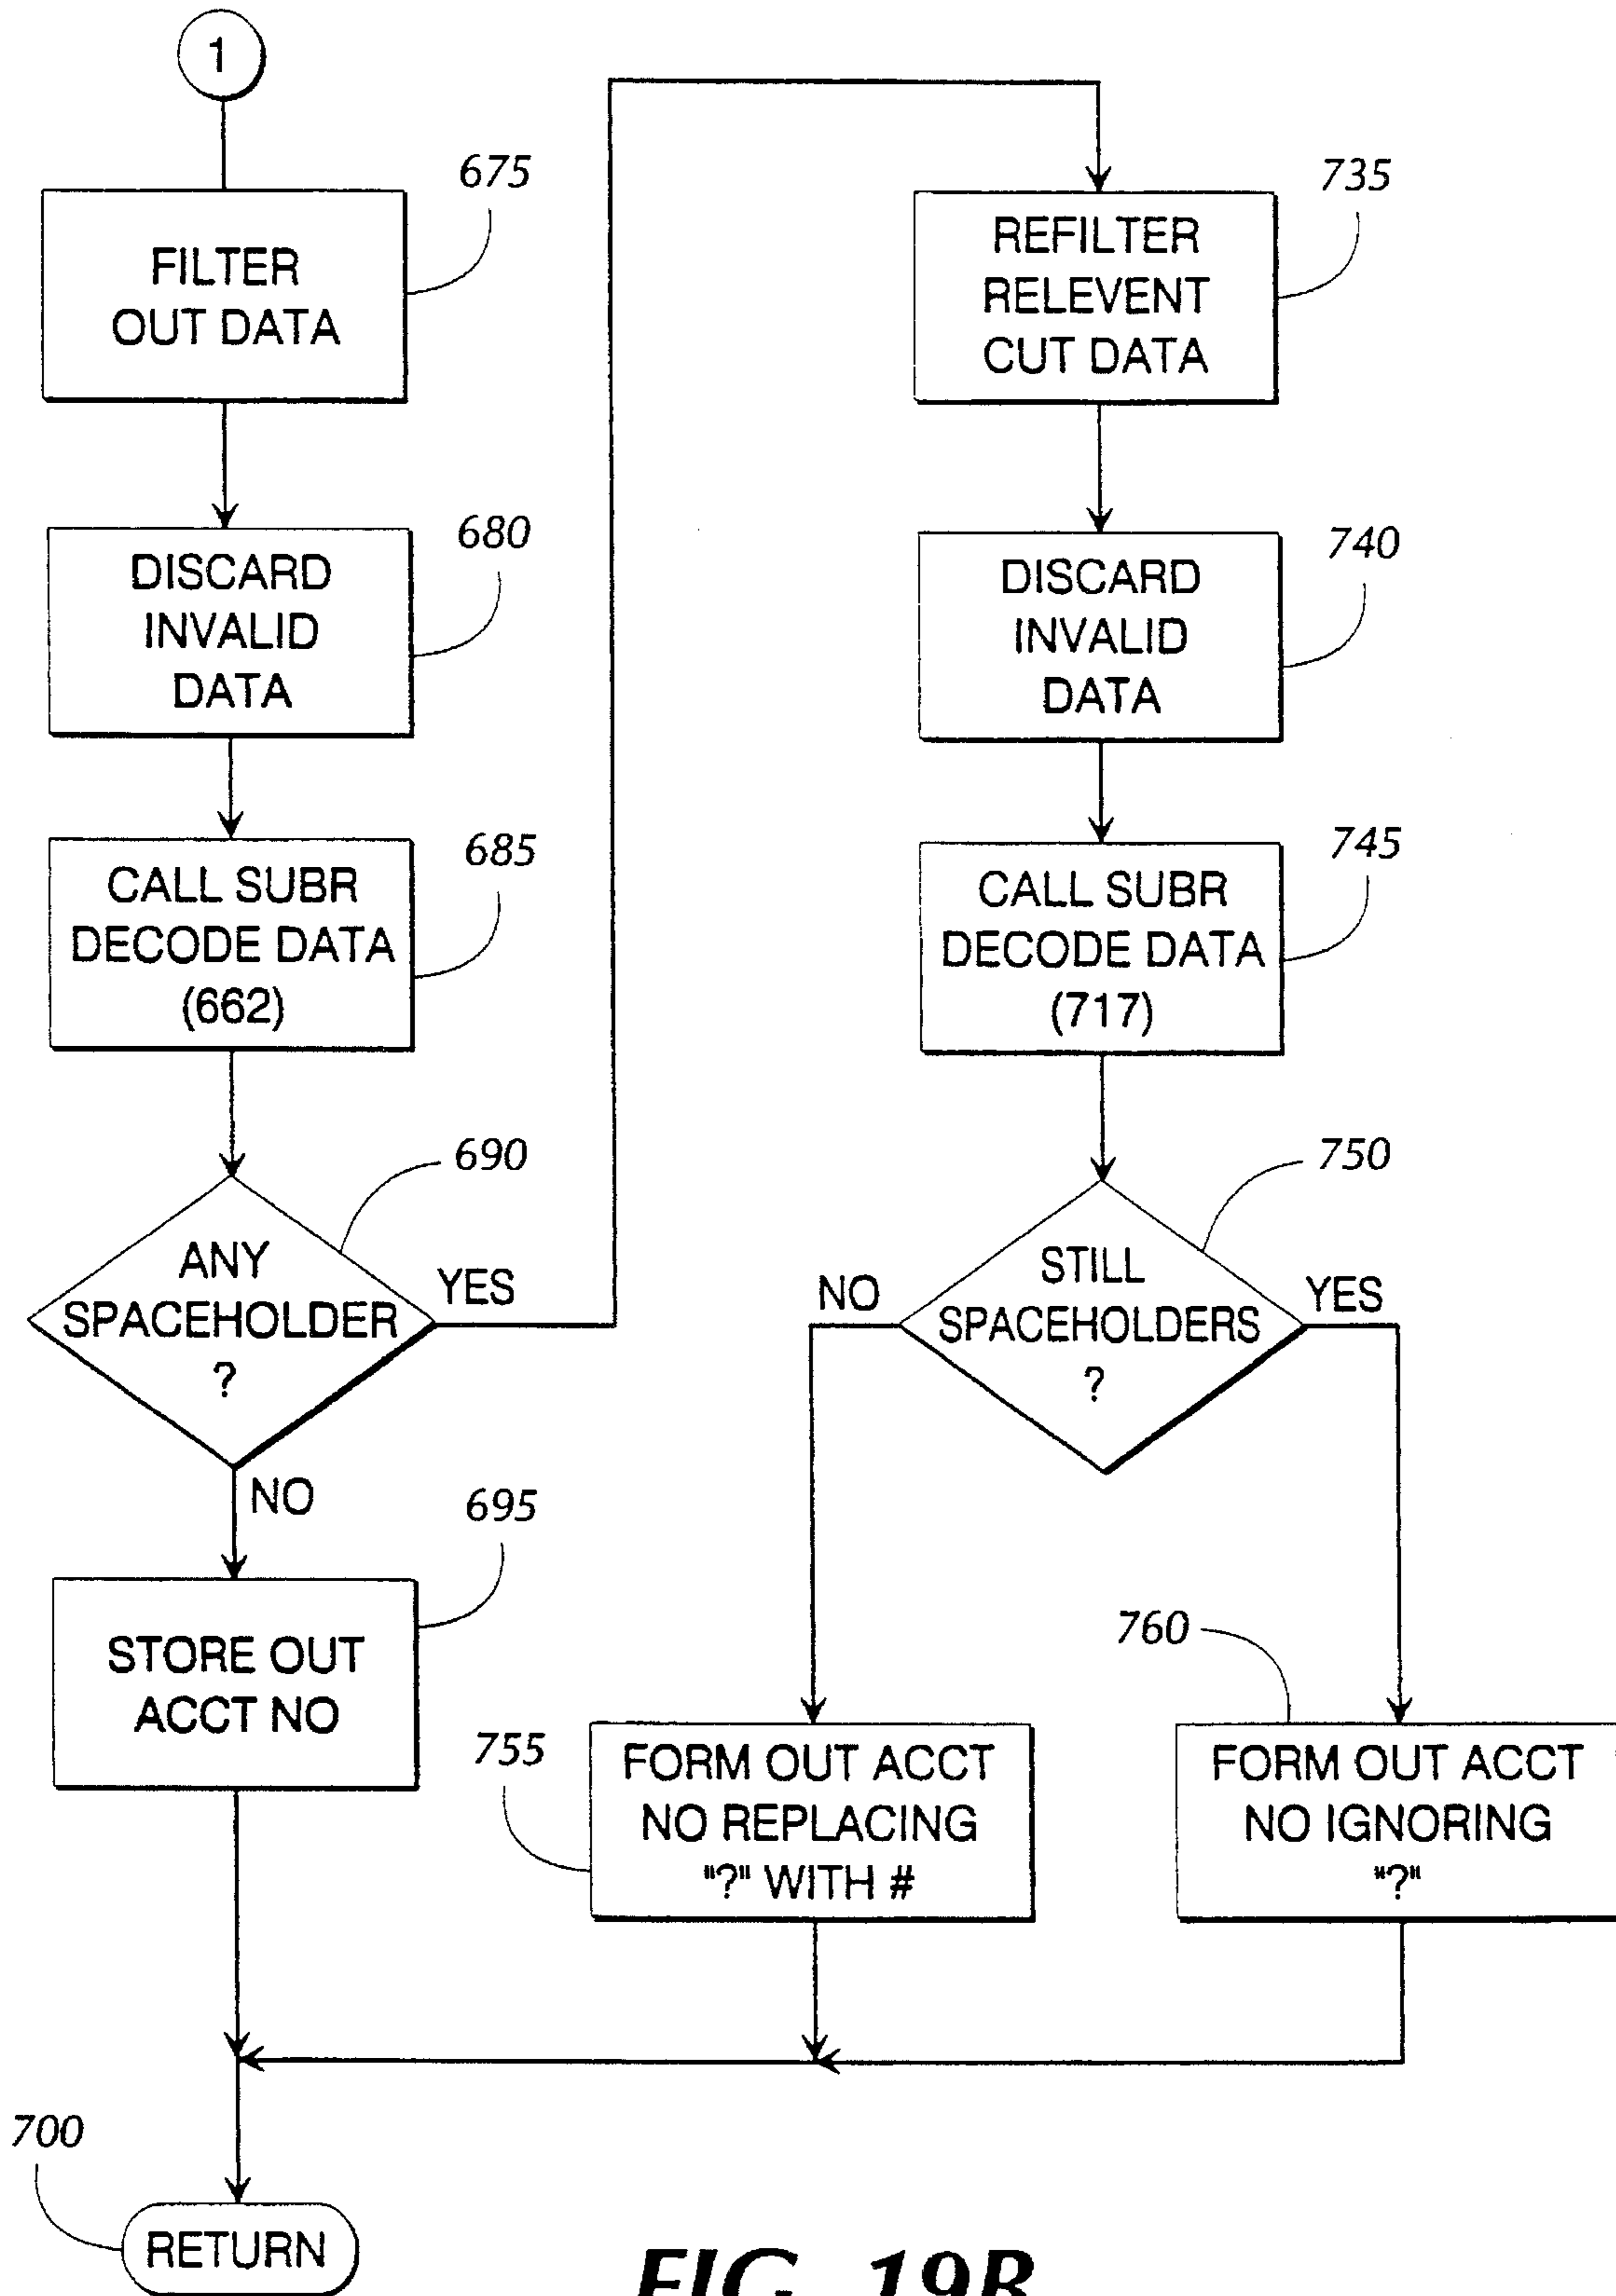 1
675
FILTER
OUT DATA
680
DISCARD
INVALID
DATA
685
CALL SUBR
DECODE DATA
(662)
690
ANY
SPACEHOLDER
?
YES
NO
695
STORE OUT
ACCT NO
700
RETURN
735
REFILTER
RELEVENT
CUT DATA
740
DISCARD
INVALID
DATA
745
CALL SUBR
DECODE DATA
(717)
750
STILL
SPACEHOLDERS
?
NO
YES
755
FORM OUT ACCT
NO REPLACING
"?" WITH #
760
FORM OUT ACCT
NO IGNORING
"?"
FIG. 19B